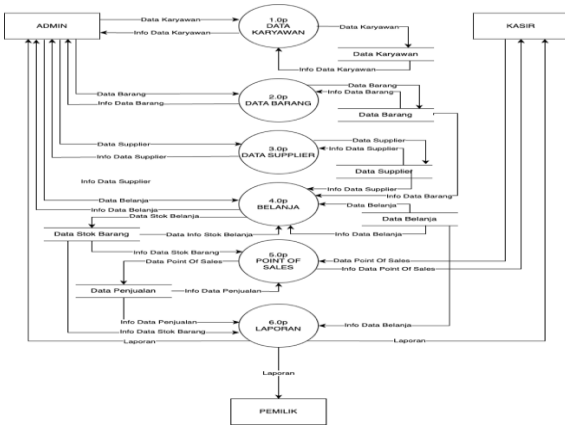 ADMIN
Data Karyawan
Info Data Karyawan
1.0p
DATA
KARYAWAN
Data Karyawan
Data Karyawan
Info Data Karyawan
KASIR
Data Barang
Info Data Barang
2.0p
DATA BARANG
Data Barang
Info Data Barang
Data Barang
Data Supplier
Info Data Supplier
3.0p
DATA SUPPLIER
Data Supplier
Info Data Supplier
Data Supplier
Info Data Supplier
Info Data Supplier
Info Data Barang
Data Belanja
Info Data Belanja
Data Stok Belanja
4.0p
BELANJA
Data Belanja
Data Belanja
Info Data Belanja
Data Stok Barang
Data Info Stok Belanja
Info Data Stok Barang
Data Point Of Sales
5.0p
POINT OF
SALES
Data Point Of Sales
Info Data Point Of Sales
Data Penjualan
Info Data Penjualan
Info Data Penjualan
Info Data Stok Barang
Laporan
6.0p
LAPORAN
Info Data Belanja
Laporan
Laporan
PEMILIK